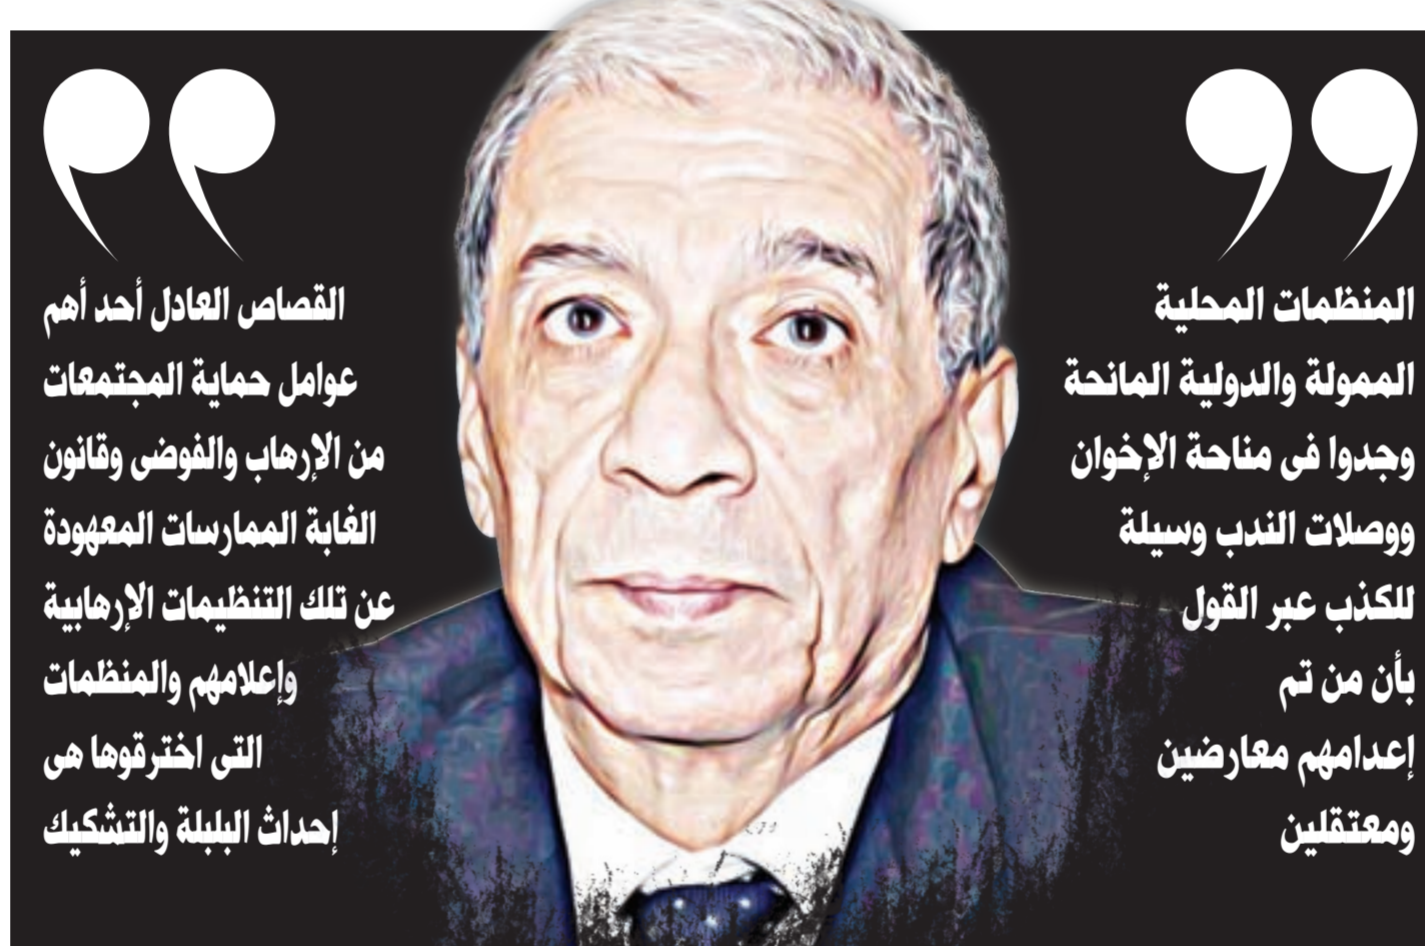 المنظمات المحلية
الممولة والدولية المانحة
وجدوا فى مناحة الإخوان
ووصلات الندب وسيلة
للكذب عبر القول
بأن من تم
إعدامهم معارضين
ومعتقلين
القصاص العادل أحد أهم
عوامل حماية المجتمعات
من الإرهاب والفوضى وقانون
الغابة الممارسات المعهودة
عن تلك التنظيمات الإرهابية
وإعلامهم والمنظمات
التى اخترقوها هى
إحداث البلبلة والتشكيك